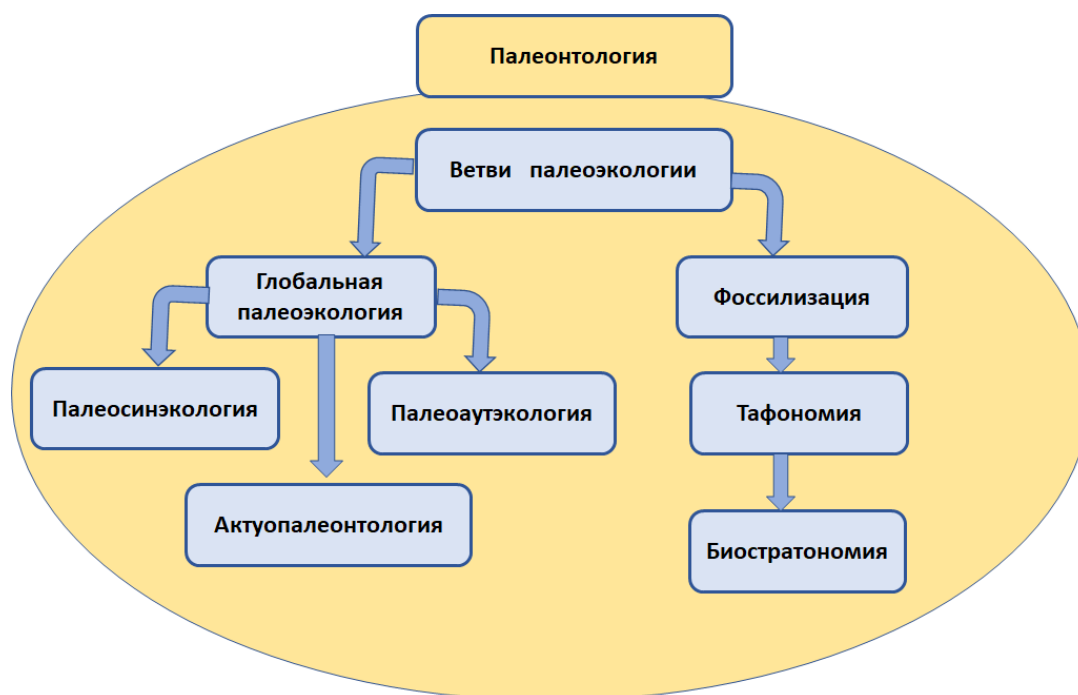 Палеонтология
Ветви палеоэкологии
Глобальная
палеоэкология
Фоссилизация
Палеосинэкология
Палеоаутэкология
Тафономия
Актуопалеонтология
Биостратономия